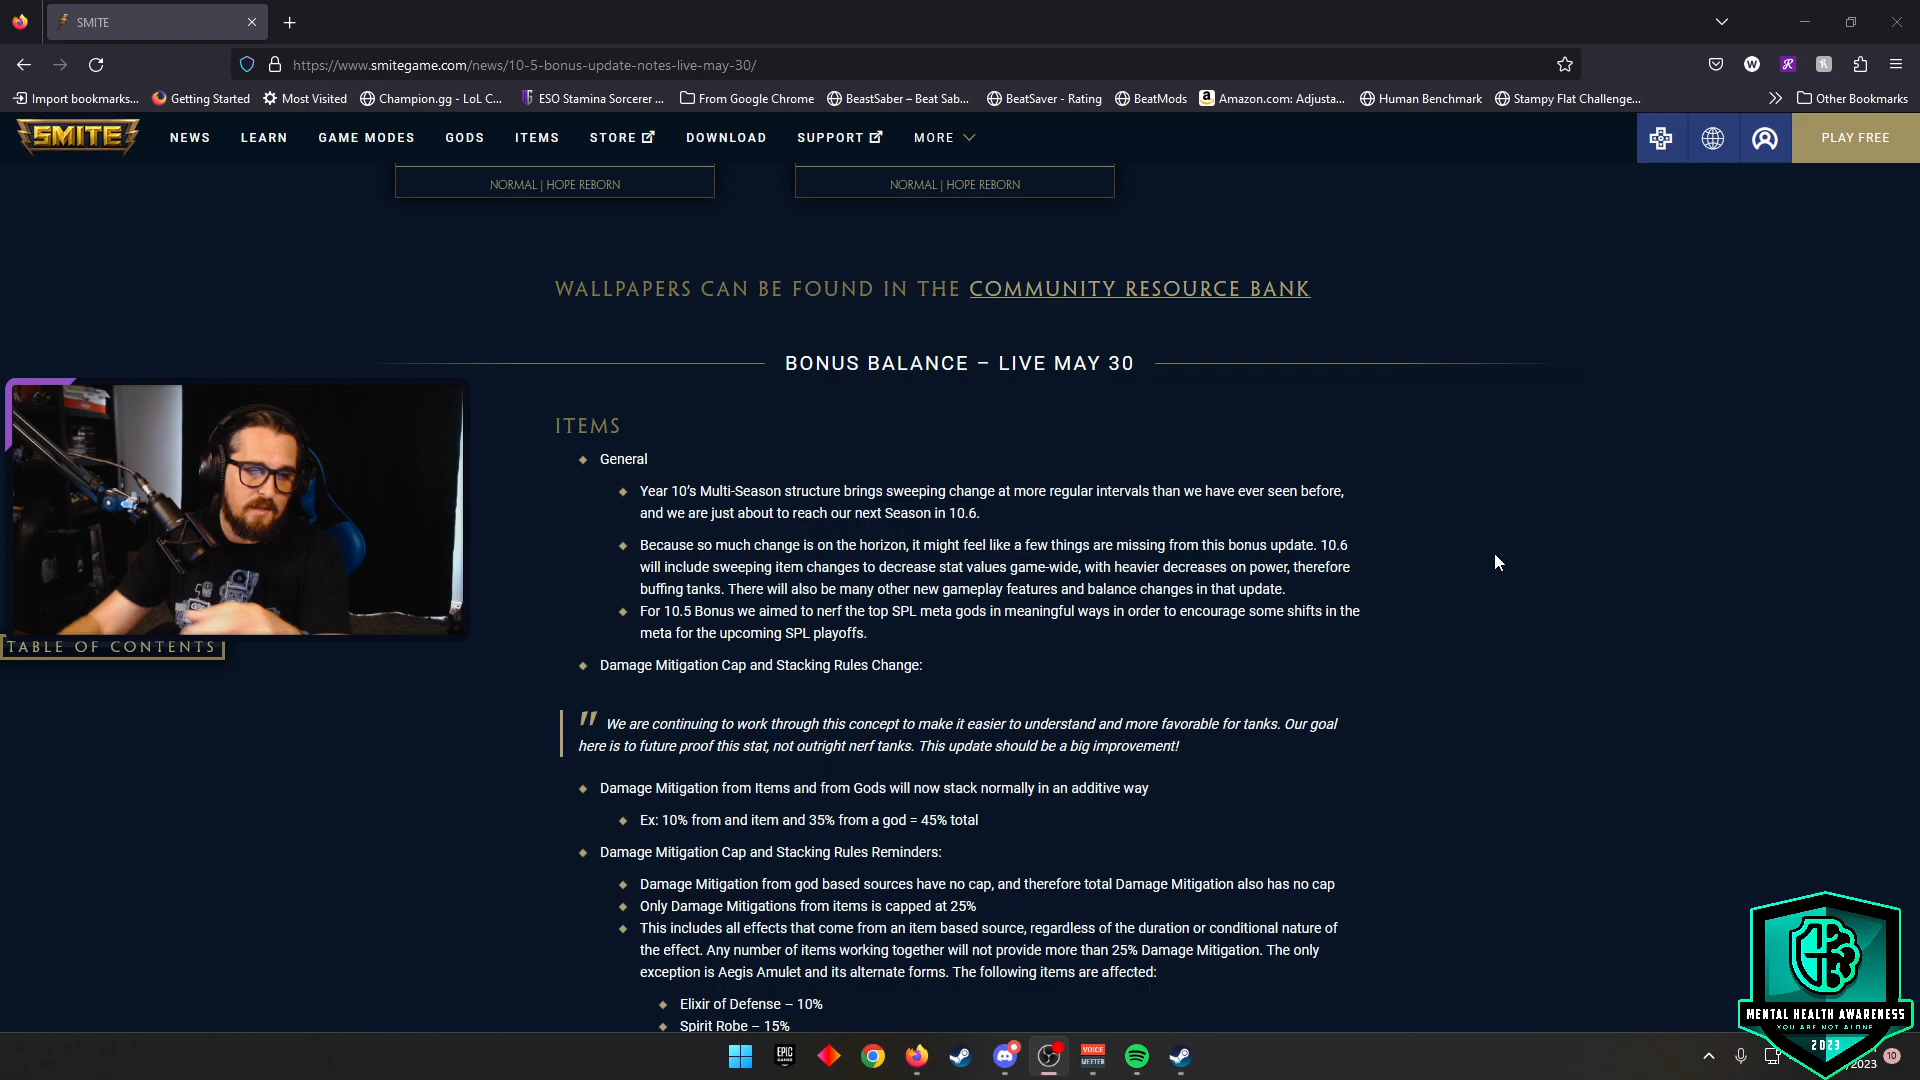 SMITE
https://www.smitegame.com/news/10-5-bonus-update-notes-live-may-30/
Import bookmarks... Getting Started Most Visited Champion.gg - LoL C... ESO Stamina Sorcerer ... From Google Chrome BeastSaber – Beat Sab... BeatSaver - Rating BeatMods Amazon.com: Adjusta... Human Benchmark Stampy Flat Challenge... Other Bookmarks
SMITE NEWS LEARN GAME MODES GODS ITEMS STORE DOWNLOAD SUPPORT MORE PLAY FREE
NORMAL | HOPE REBORN NORMAL | HOPE REBORN
WALLPAPERS CAN BE FOUND IN THE COMMUNITY RESOURCE BANK
BONUS BALANCE – LIVE MAY 30
ITEMS
General
Year 10's Multi-Season structure brings sweeping change at more regular intervals than we have ever seen before,
and we are just about to reach our next Season in 10.6.
Because so much change is on the horizon, it might feel like a few things are missing from this bonus update. 10.6
will include sweeping item changes to decrease stat values game-wide, with heavier decreases on power, therefore
buffing tanks. There will also be many other new gameplay features and balance changes in that update.
For 10.5 Bonus we aimed to nerf the top SPL meta gods in meaningful ways in order to encourage some shifts in the
meta for the upcoming SPL playoffs.
TABLE OF CONTENTS
Damage Mitigation Cap and Stacking Rules Change:
" We are continuing to work through this concept to make it easier to understand and more favorable for tanks. Our goal
here is to future proof this stat, not outright nerf tanks. This update should be a big improvement!
Damage Mitigation from Items and from Gods will now stack normally in an additive way
Ex: 10% from and item and 35% from a god = 45% total
Damage Mitigation Cap and Stacking Rules Reminders:
Damage Mitigation from god based sources have no cap, and therefore total Damage Mitigation also has no cap
Only Damage Mitigations from items is capped at 25%
This includes all effects that come from an item based source, regardless of the duration or conditional nature of
the effect. Any number of items working together will not provide more than 25% Damage Mitigation. The only
exception is Aegis Amulet and its alternate forms. The following items are affected:
Elixir of Defense – 10%
Spirit Robe – 15%
MENTAL HEALTH AWARENESS
YOU ARE NOT ALONE
2023
EPIC GAMES
VOICE MEETER
/2023
10